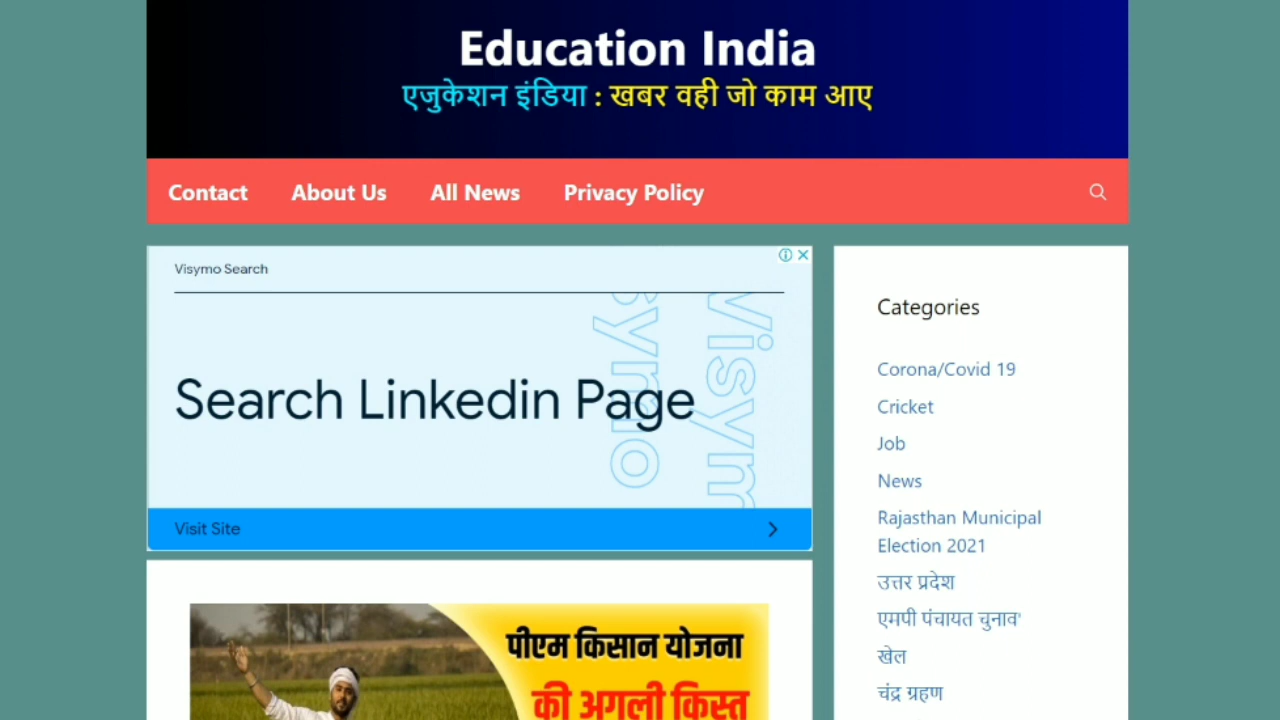 Education India
एजुकेशन इंडिया : खबर वही जो काम आए
Contact
About Us
All News
Privacy Policy
Visymo Search
Search Linkedin Page
Visit Site
पीएम किसान योजना
की अगली किस्त
Categories
Corona/Covid 19
Cricket
Job
News
Rajasthan Municipal
Election 2021
उत्तर प्रदेश
एमपी पंचायत चुनाव'
खेल
चंद्र ग्रहण